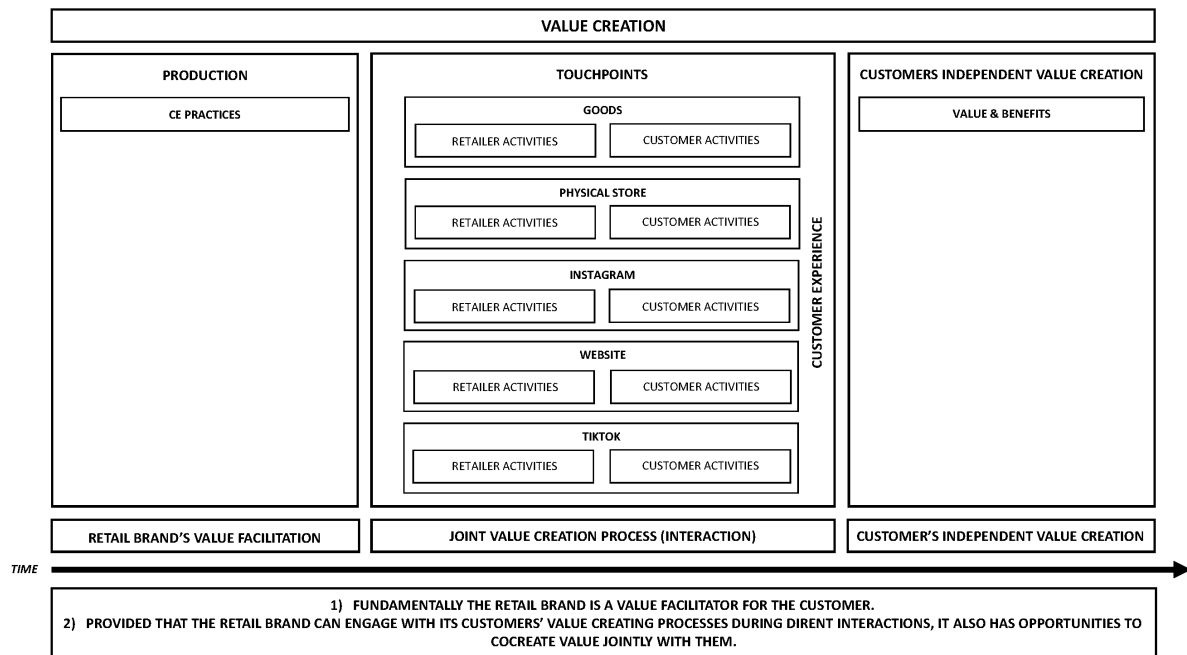 VALUE CREATION
PRODUCTION
CE PRACTICES
TOUCHPOINTS
GOODS
RETAILER ACTIVITIES
CUSTOMER ACTIVITIES
PHYSICAL STORE
RETAILER ACTIVITIES
CUSTOMER ACTIVITIES
INSTAGRAM
RETAILER ACTIVITIES
CUSTOMER ACTIVITIES
WEBSITE
RETAILER ACTIVITIES
CUSTOMER ACTIVITIES
TIKTOK
RETAILER ACTIVITIES
CUSTOMER ACTIVITIES
CUSTOMER EXPERIENCE
CUSTOMERS INDEPENDENT VALUE CREATION
VALUE & BENEFITS
RETAIL BRAND'S VALUE FACILITATION
JOINT VALUE CREATION PROCESS (INTERACTION)
CUSTOMER'S INDEPENDENT VALUE CREATION
TIME
1) FUNDAMENTALLY THE RETAIL BRAND IS A VALUE FACILITATOR FOR THE CUSTOMER.
2) PROVIDED THAT THE RETAIL BRAND CAN ENGAGE WITH ITS CUSTOMERS' VALUE CREATING PROCESSES DURING DIRENT INTERACTIONS, IT ALSO HAS OPPORTUNITIES TO
COCREATE VALUE JOINTLY WITH THEM.